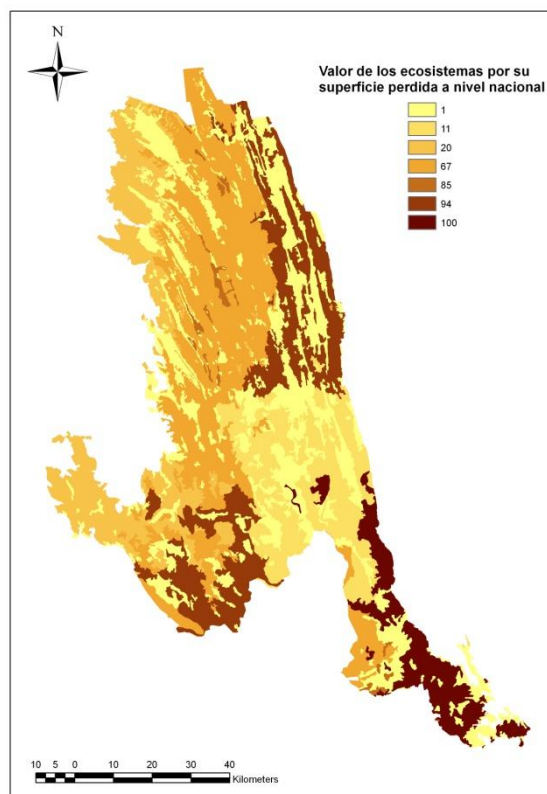 N
Valor de los ecosistemas por su
superficie perdida a nivel nacional
1
11
20
67
85
94
100
10 5 0 10 20 30 40
Kilometers